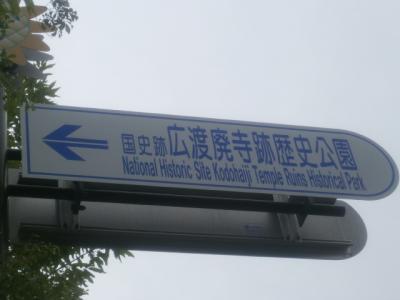 国史跡広渡廃寺跡歴史公園
National Historic Site Kodohaiji Temple Ruins Historical Park